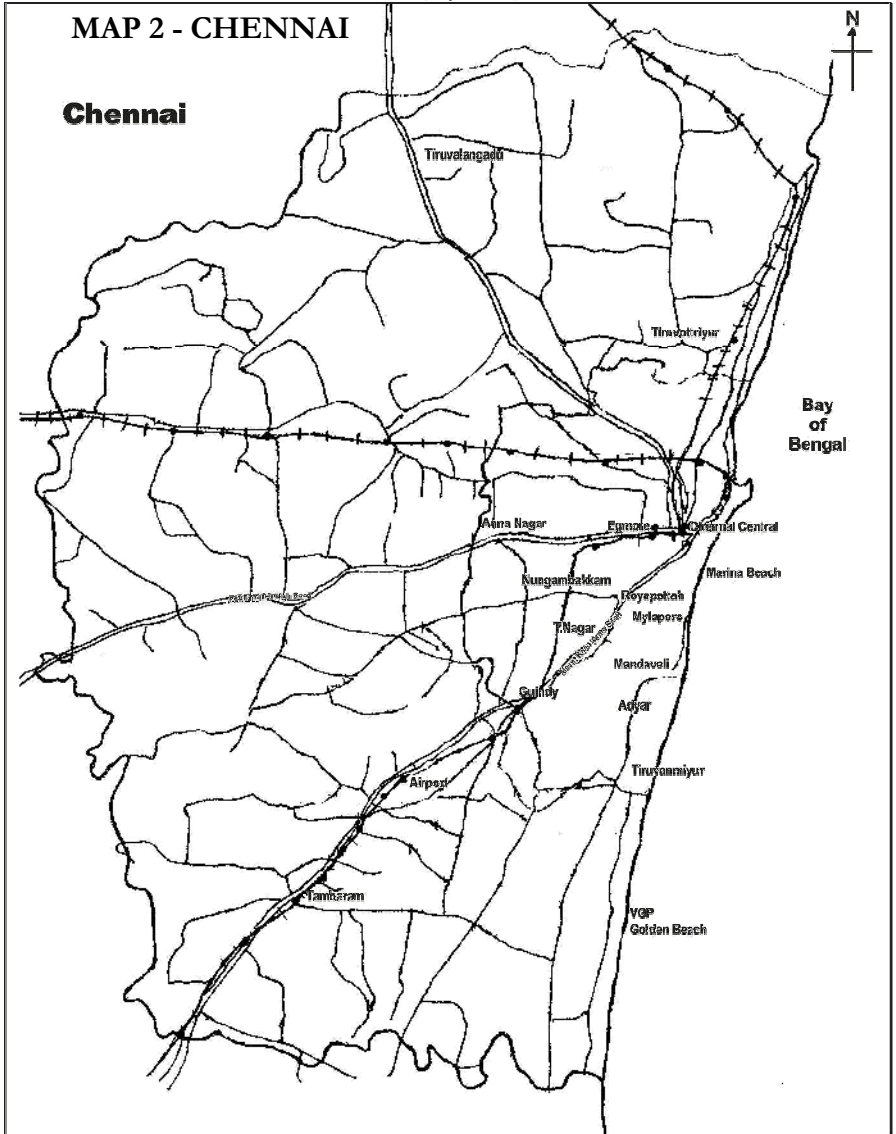 MAP 2 - CHENNAI
N
Chennai
Tiruvalangadu
Tiruvottriyur
Bay
of
Bengal
Anna Nagar
Egmore
Chennai Central
Nungambakkam
Marina Beach
Royapettah
Mylapore
T.Nagar
Mandaveli
Guindy
Adyar
Tiruvanmiyur
Airport
Tambaram
VGP
Golden Beach